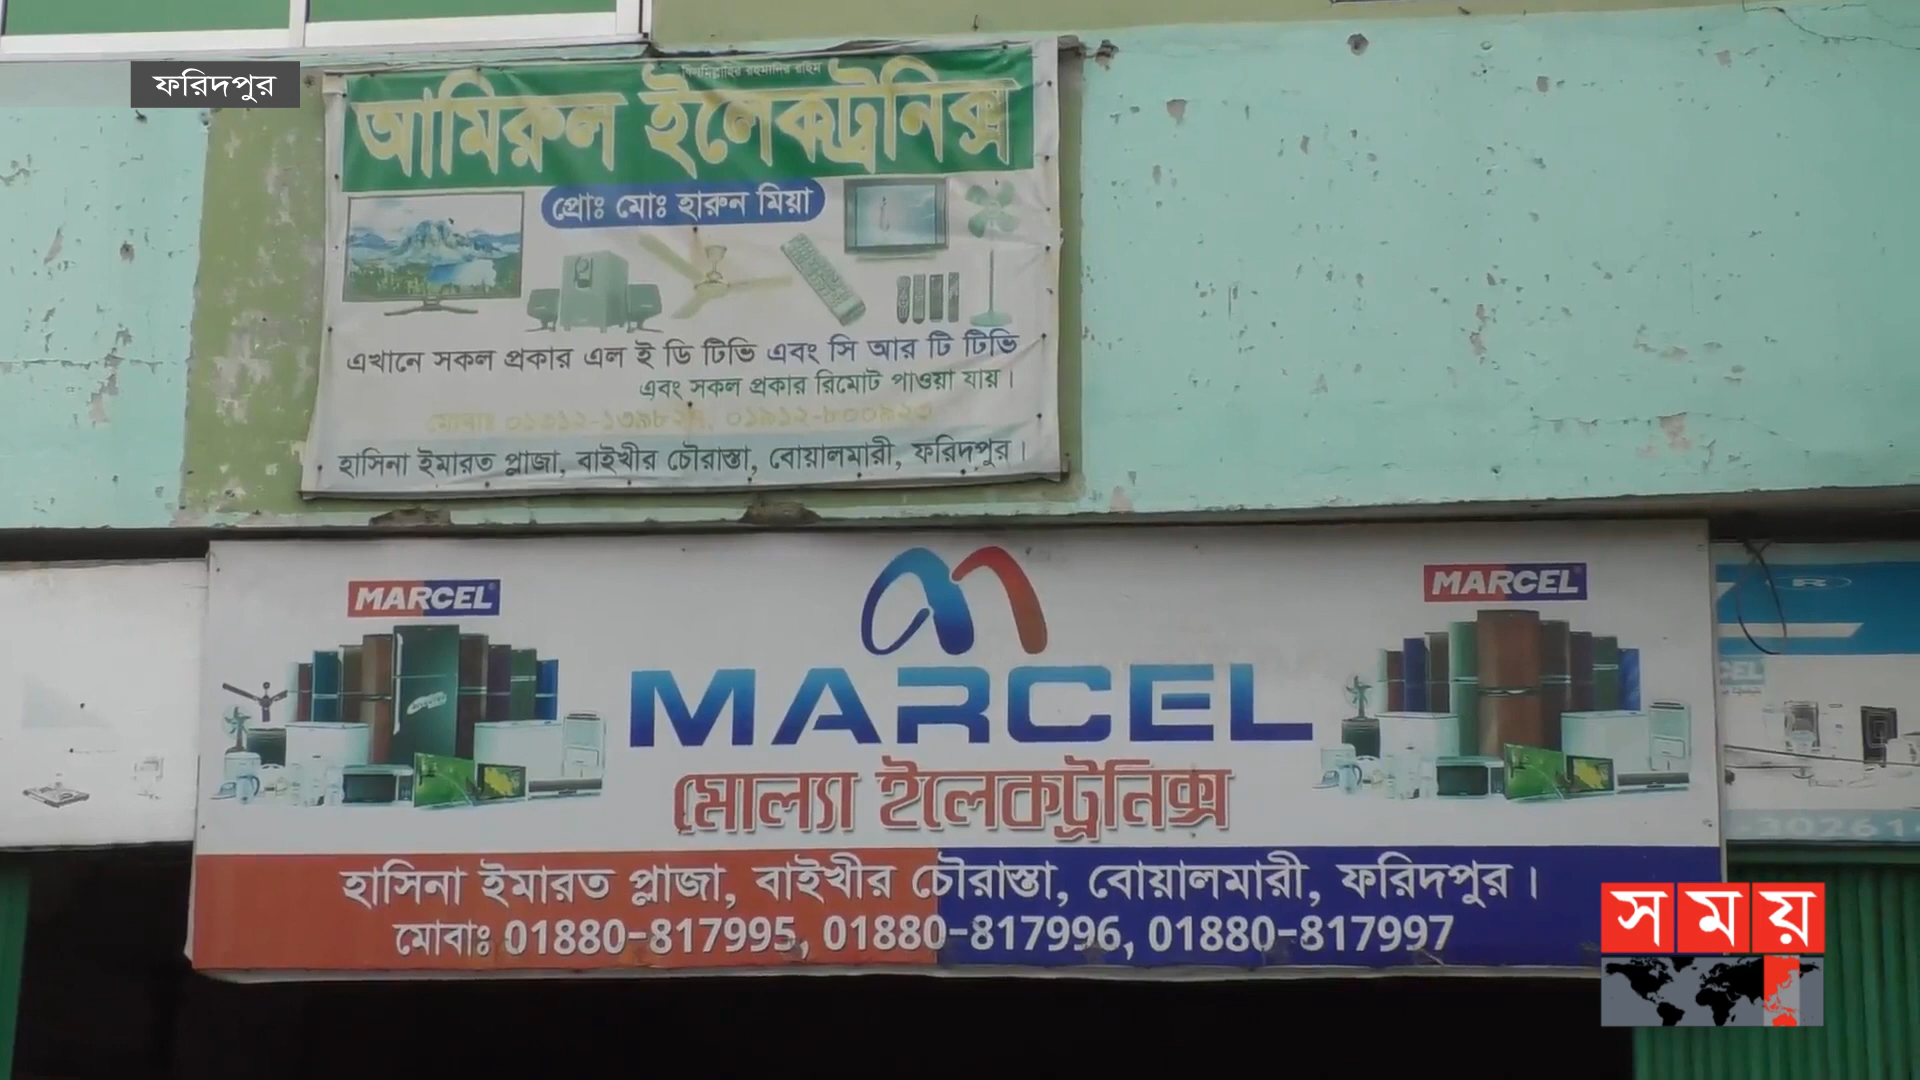 ফরিদপুর
বিসমিল্লাহির রাহমানির রাহিম
আমিরুল ইলেকট্রনিক্স
প্রোঃ মোঃ হারুন মিয়া
এখানে সকল প্রকার এল ই ডি টিভি এবং সি আর টি টিভি
এবং সকল প্রকার রিমোট পাওয়া যায়।
হাসিনা ইমারত প্লাজা, বাইখীর চৌরাস্তা, বোয়ালমারী, ফরিদপুর।
MARCEL
MARCEL
MARCEL
মোল্যা ইলেকট্রনিক্স
হাসিনা ইমারত প্লাজা, বাইখীর চৌরাস্তা, বোয়ালমারী, ফরিদপুর।
মোবাঃ 01880-817995, 01880-817996, 01880-817997
সময়